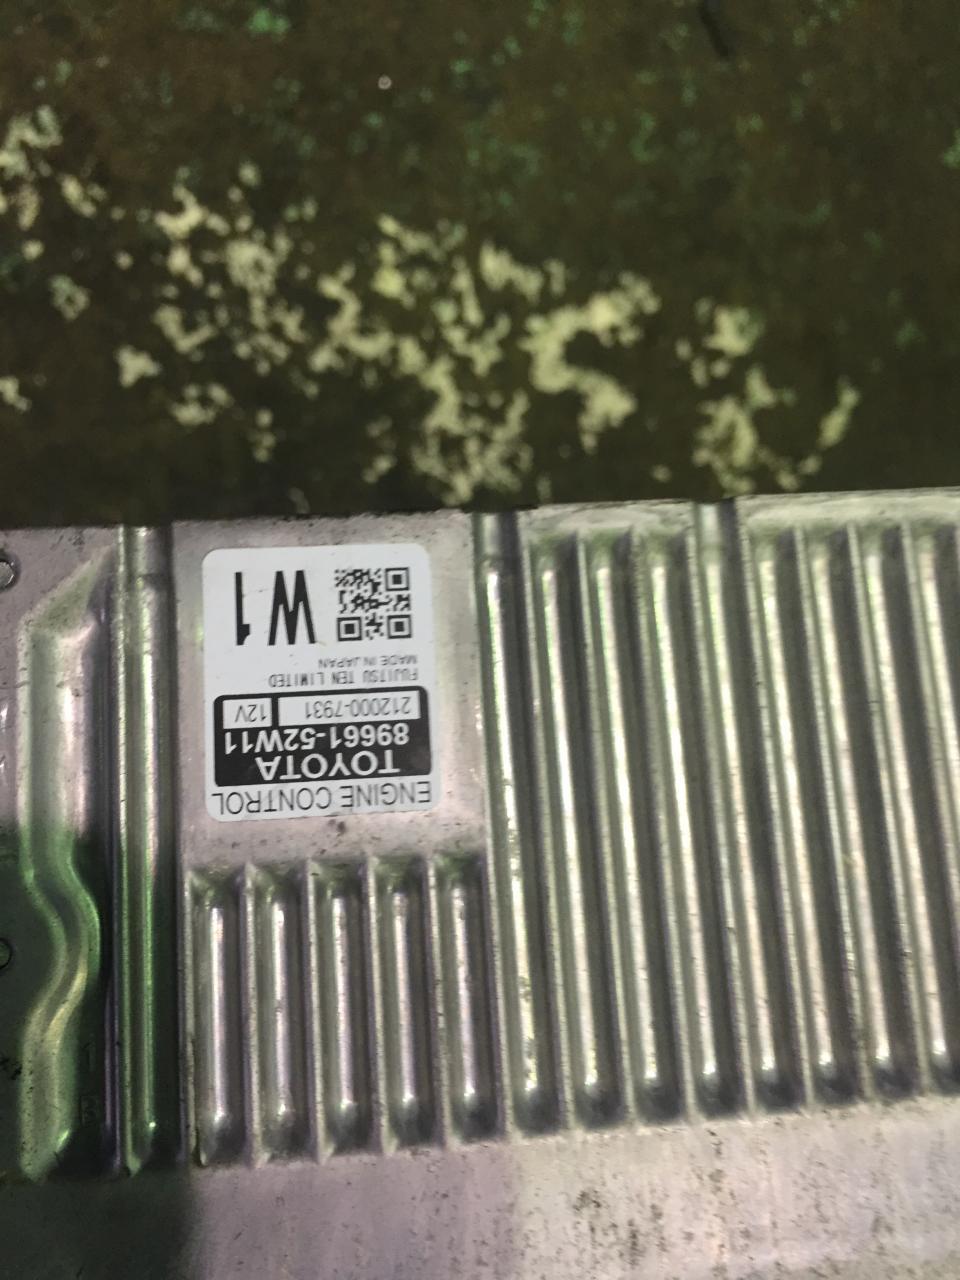 ENGINE CONTROL
TOYOTA
89661-52W11
212000-7931 12V
FUJITSU TEN LIMITED
MADE IN JAPAN
W1